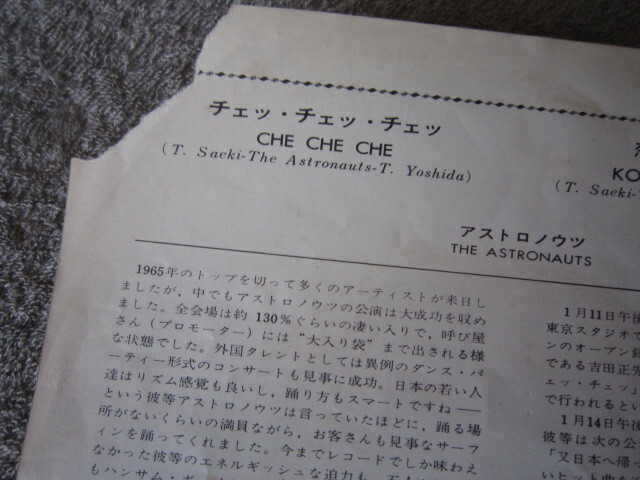 チェッ・チェッ・チェッ
CHE CHE CHE
(T. Saeki-The Astronauts-T. Yoshida)
KO
(T. Saeki-
アストロノウツ
THE ASTRONAUTS
1965年のトップを切って多くのアーティストが来日し
ましたが、中でもアストロノウツの公演は大成功を収め
ました。全会場は約 130%ぐらいの凄い入りで、呼び屋
さん(プロモーター)には“大入り袋”まで出される様
な状態でした。外国タレントとしては異例のダンス・パ
ーティー形式のコンサートも見事に成功。日本の若い人
達はリズム感覚も良いし、踊り方もスマートですね――
という彼等アストロノウツは言っていたほどに、踊る場
所がないくらいの満員ながら、お客さんも見事なサーフ
ィンを踊ってくれました。今までレコードでしか味わえ
なかった彼等のエネルギッシュな迫力も、
もハンサム・
1月11日午後
東京スタジオで
ンのオープン
である吉田正
ェッ・チェッ」
で行われると
1月14日午後
彼等は次の公
「又日本へ帰
いヒット曲を